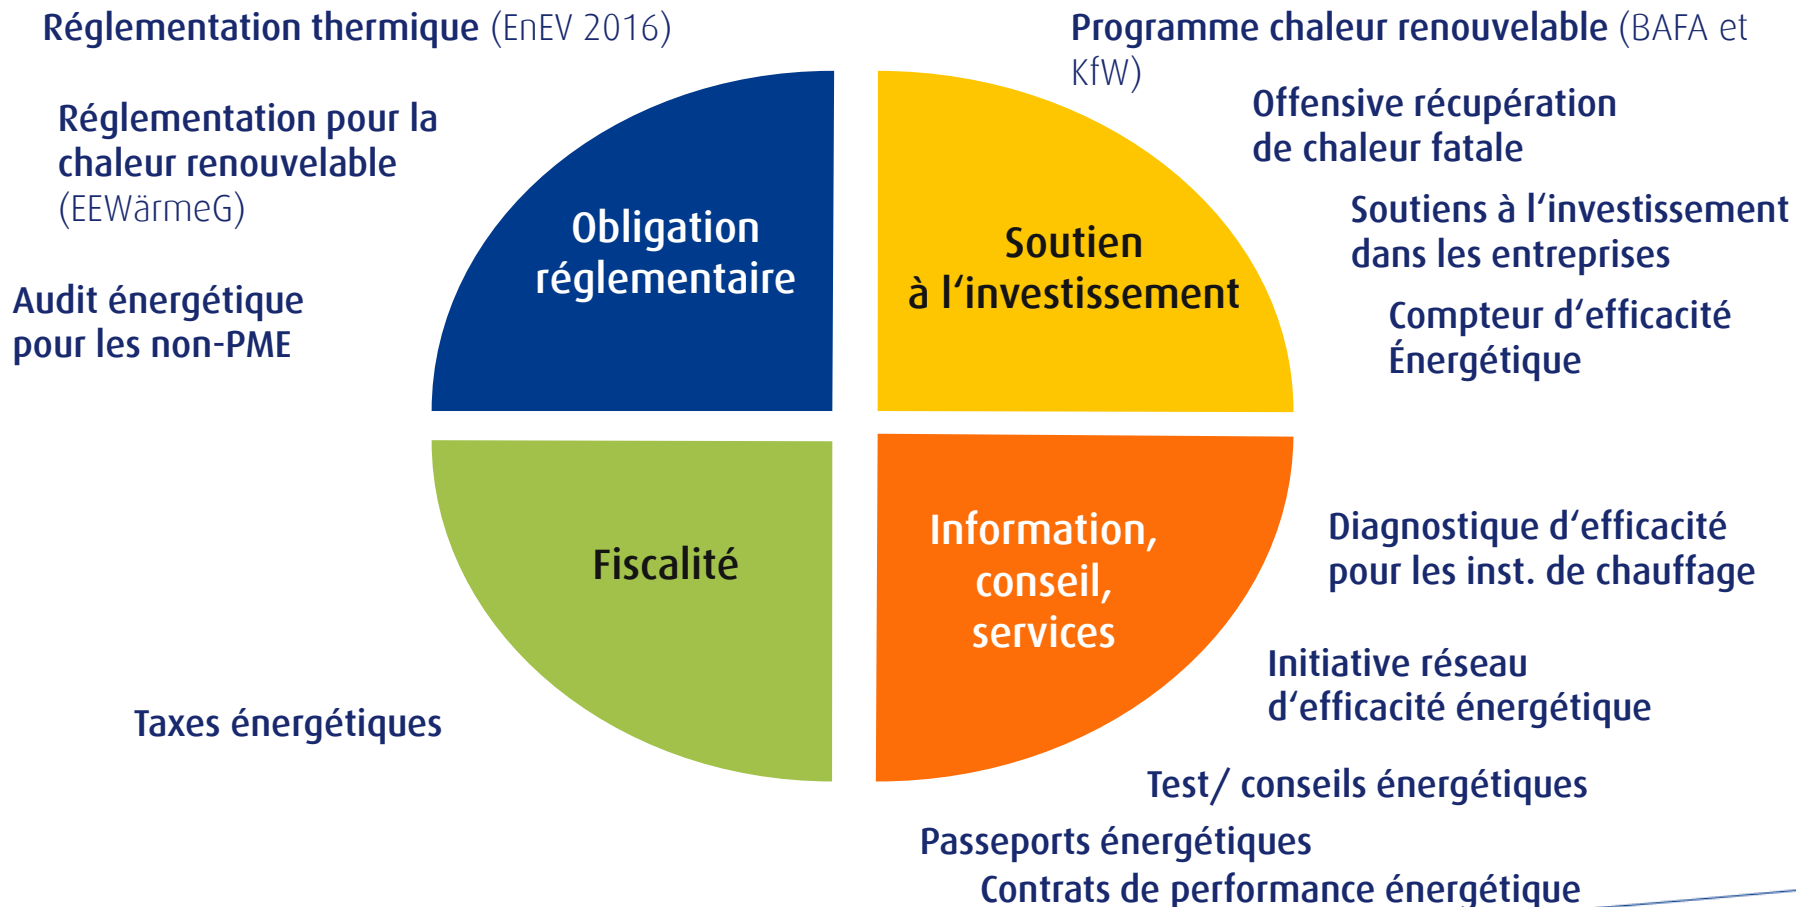 Réglementation thermique (EnEV 2016)
Réglementation pour la
chaleur renouvelable
(EEWärmeG)
Audit énergétique
pour les non-PME
Obligation
réglementaire
Programme chaleur renouvelable (BAFA et
KfW)
Offensive récupération
de chaleur fatale
Soutiens à l‘investissement
dans les entreprises
Compteur d‘efficacité
Énergétique
Soutien
à l‘investissement
Fiscalité
Taxes énergétiques
Information,
conseil,
services
Diagnostique d‘efficacité
pour les inst. de chauffage
Initiative réseau
d‘efficacité énergétique
Test/ conseils énergétiques
Passeports énergétiques
Contrats de performance énergétique